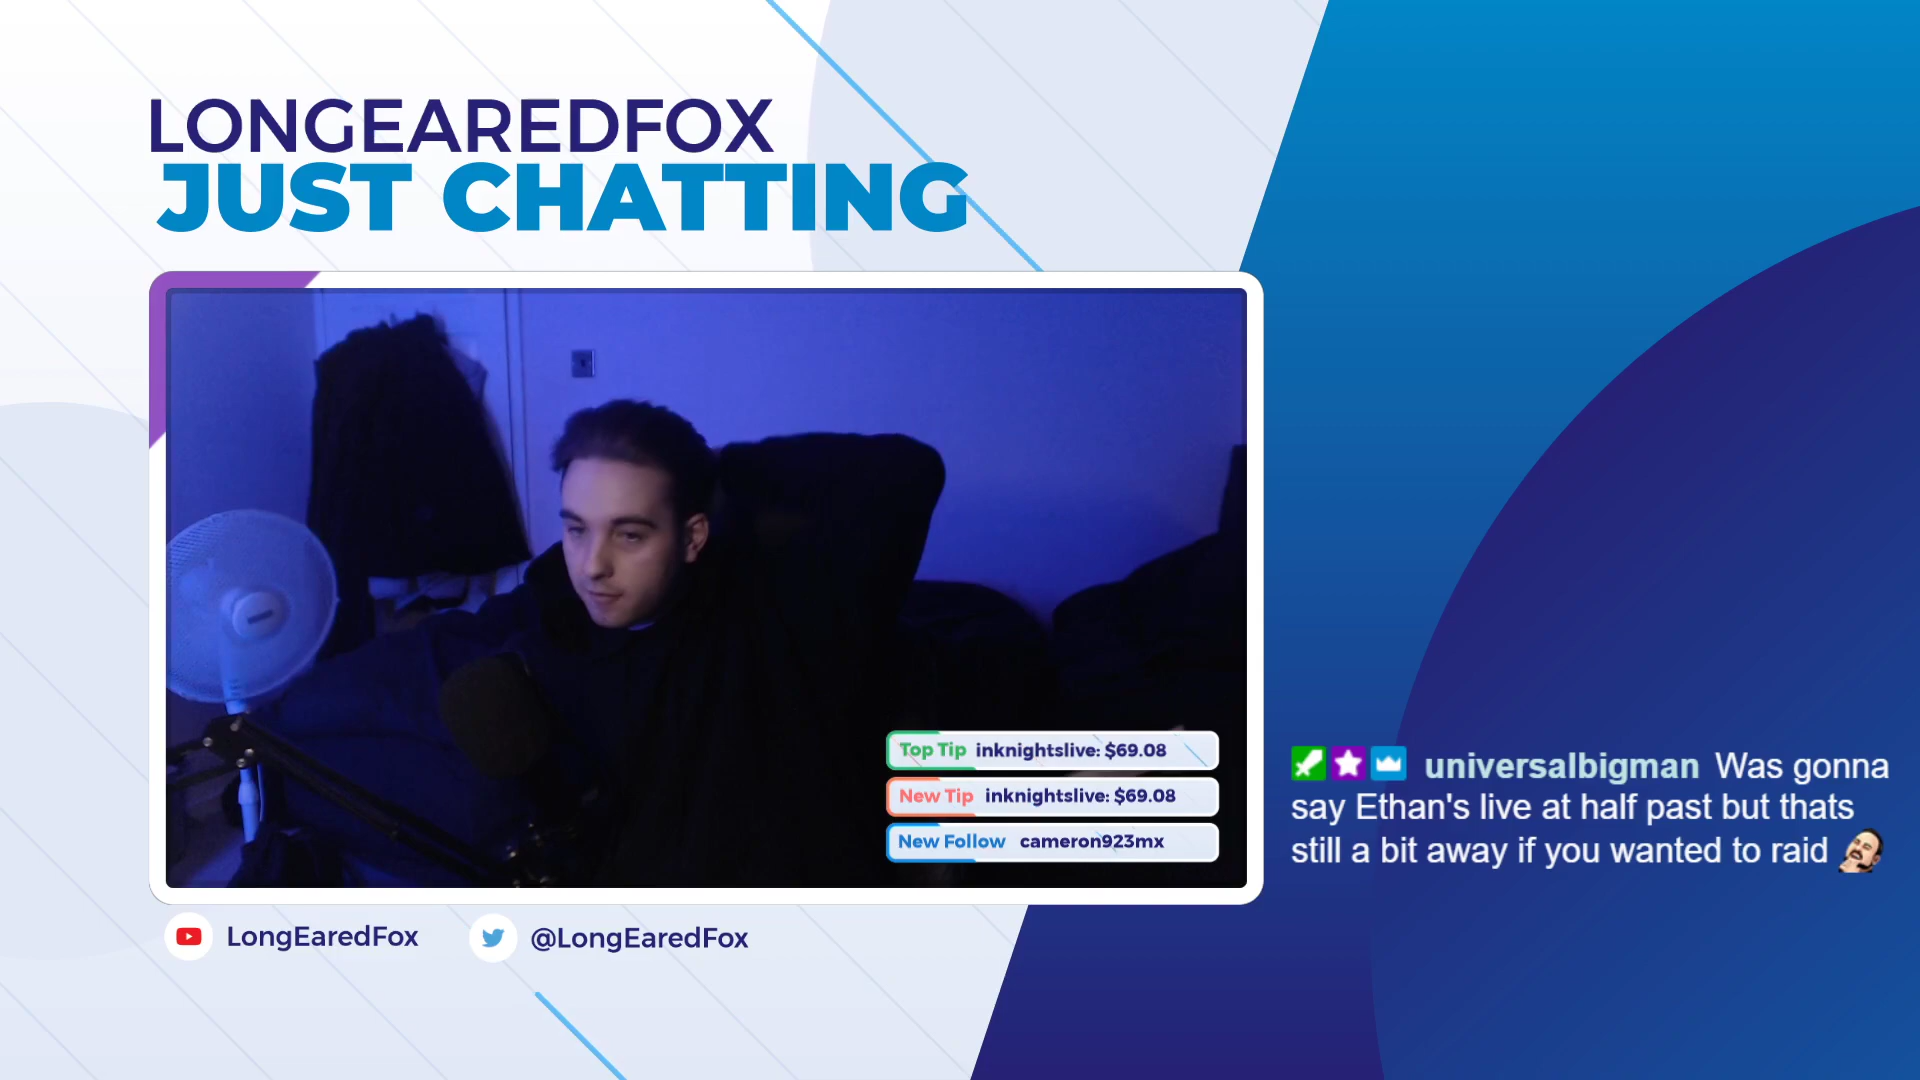 LONGEAREDFOX
JUST CHATTING
Top Tip inknightslive: $69.08
New Tip inknightslive: $69.08
New Follow cameron923mx
universalbigman Was gonna
say Ethan's live at half past but thats
still a bit away if you wanted to raid
LongEaredFox @LongEaredFox